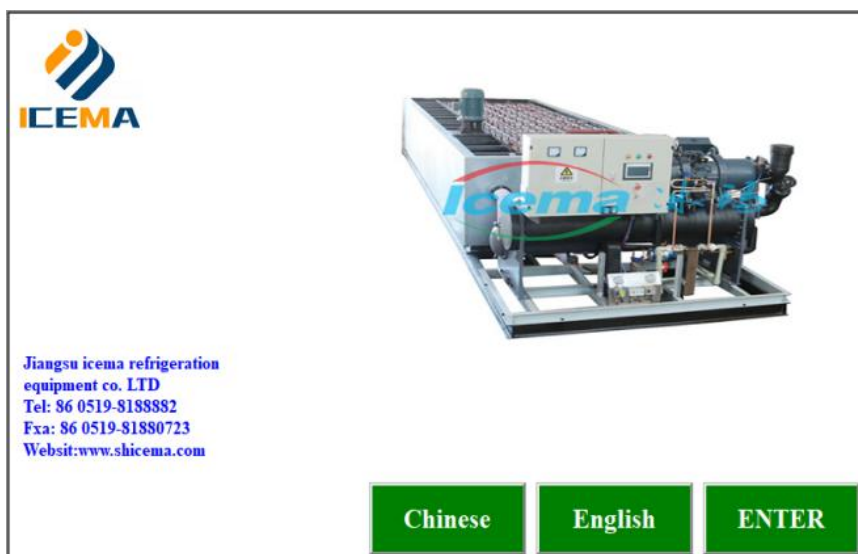 ICEMA
Icema
Jiangsu icema refrigeration
equipment co. LTD
Tel: 86 0519-8188882
Fxa: 86 0519-81880723
Websit:www.shicema.com
Chinese
English
ENTER